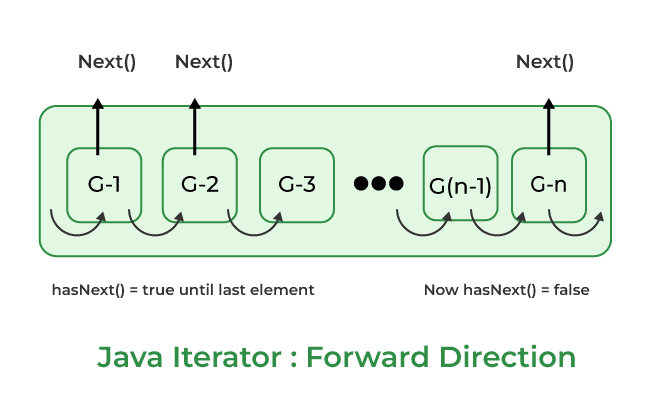 Next() Next() Next()
G-1 G-2 G-3 G(n-1) G-n
hasNext() = true until last element Now hasNext() = false
Java Iterator : Forward Direction